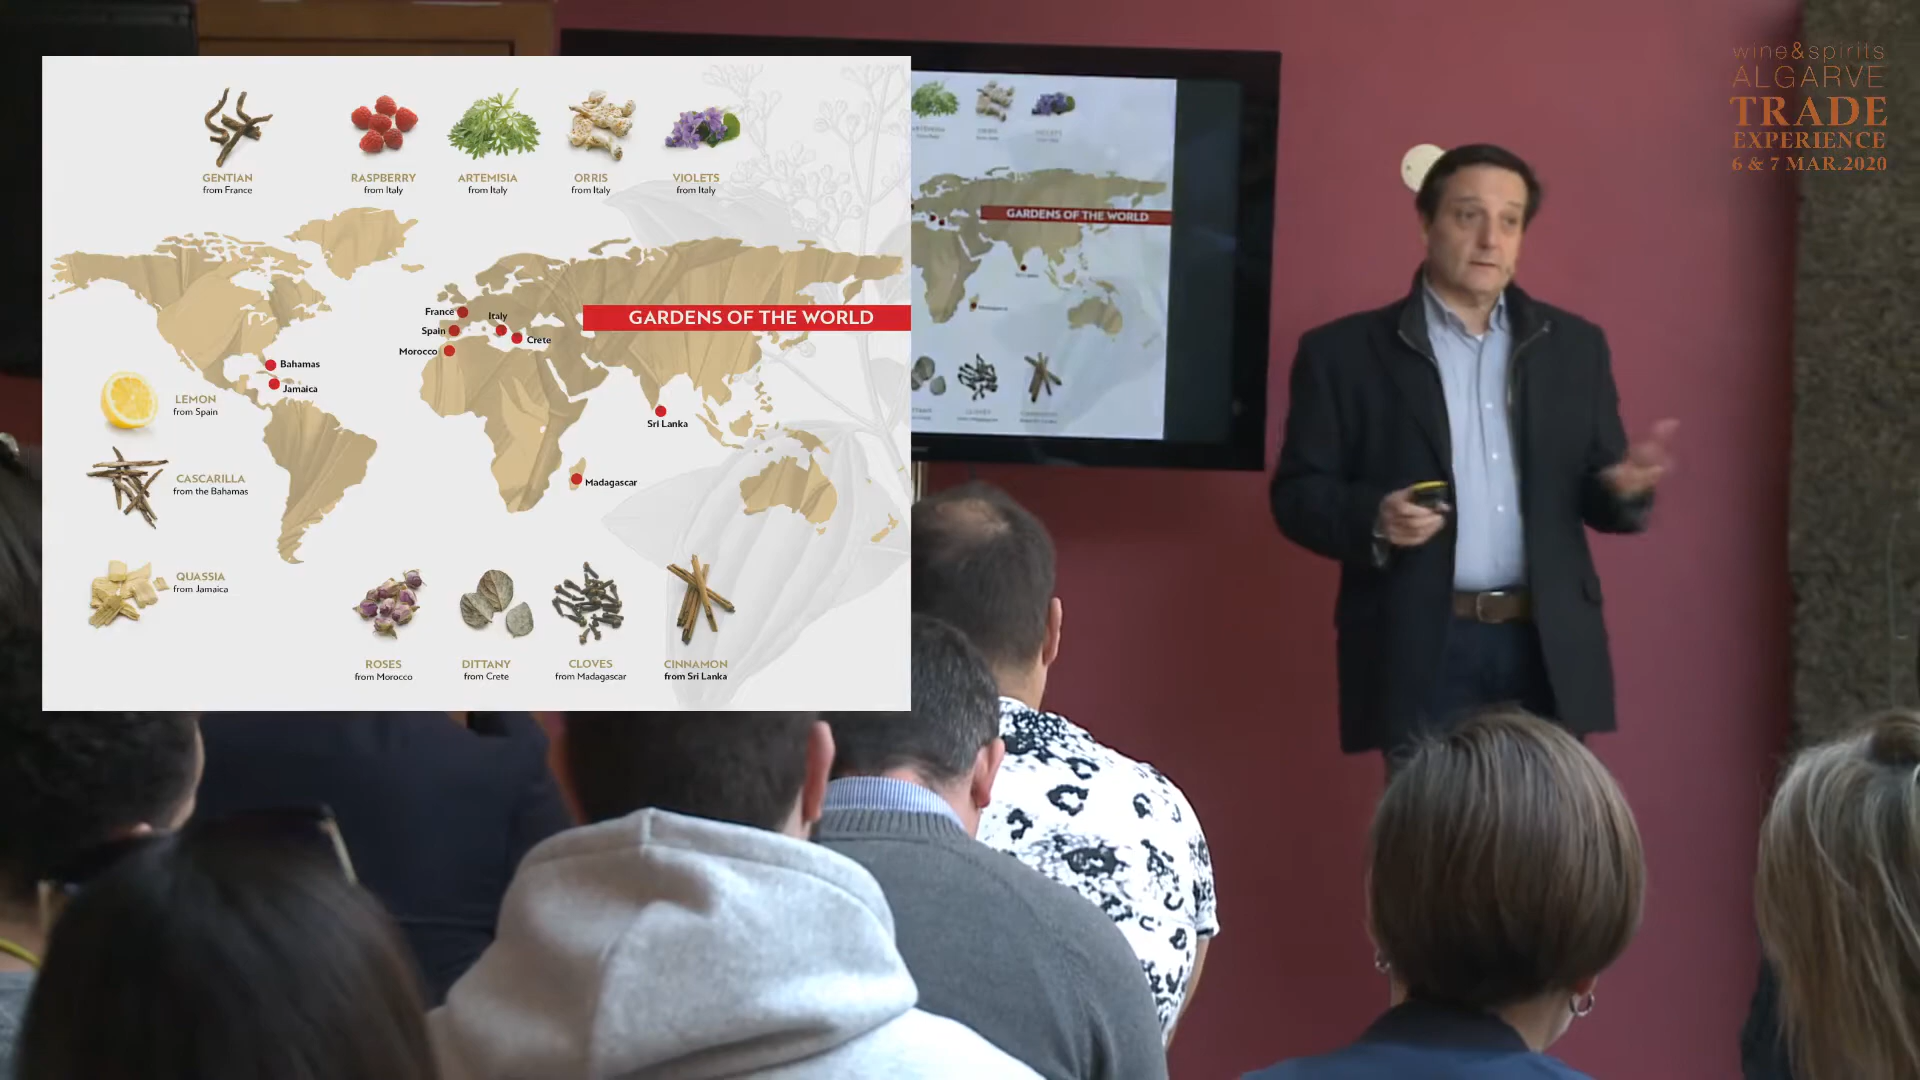 GENTIAN
from France
RASPBERRY
from Italy
ARTEMISIA
from Italy
ORRIS
from Italy
VIOLETS
from Italy
GARDENS OF THE WORLD
France
Spain
Morocco
Italy
Crete
Bahamas
Jamaica
Sri Lanka
Madagascar
LEMON
from Spain
CASCARILLA
from the Bahamas
QUASSIA
from Jamaica
ROSES
from Morocco
DITTANY
from Crete
CLOVES
from Madagascar
CINNAMON
from Sri Lanka
GARDENS OF THE WORLD
wine&spirits
ALGARVE
TRADE
EXPERIENCE
6 & 7 MAR.2020